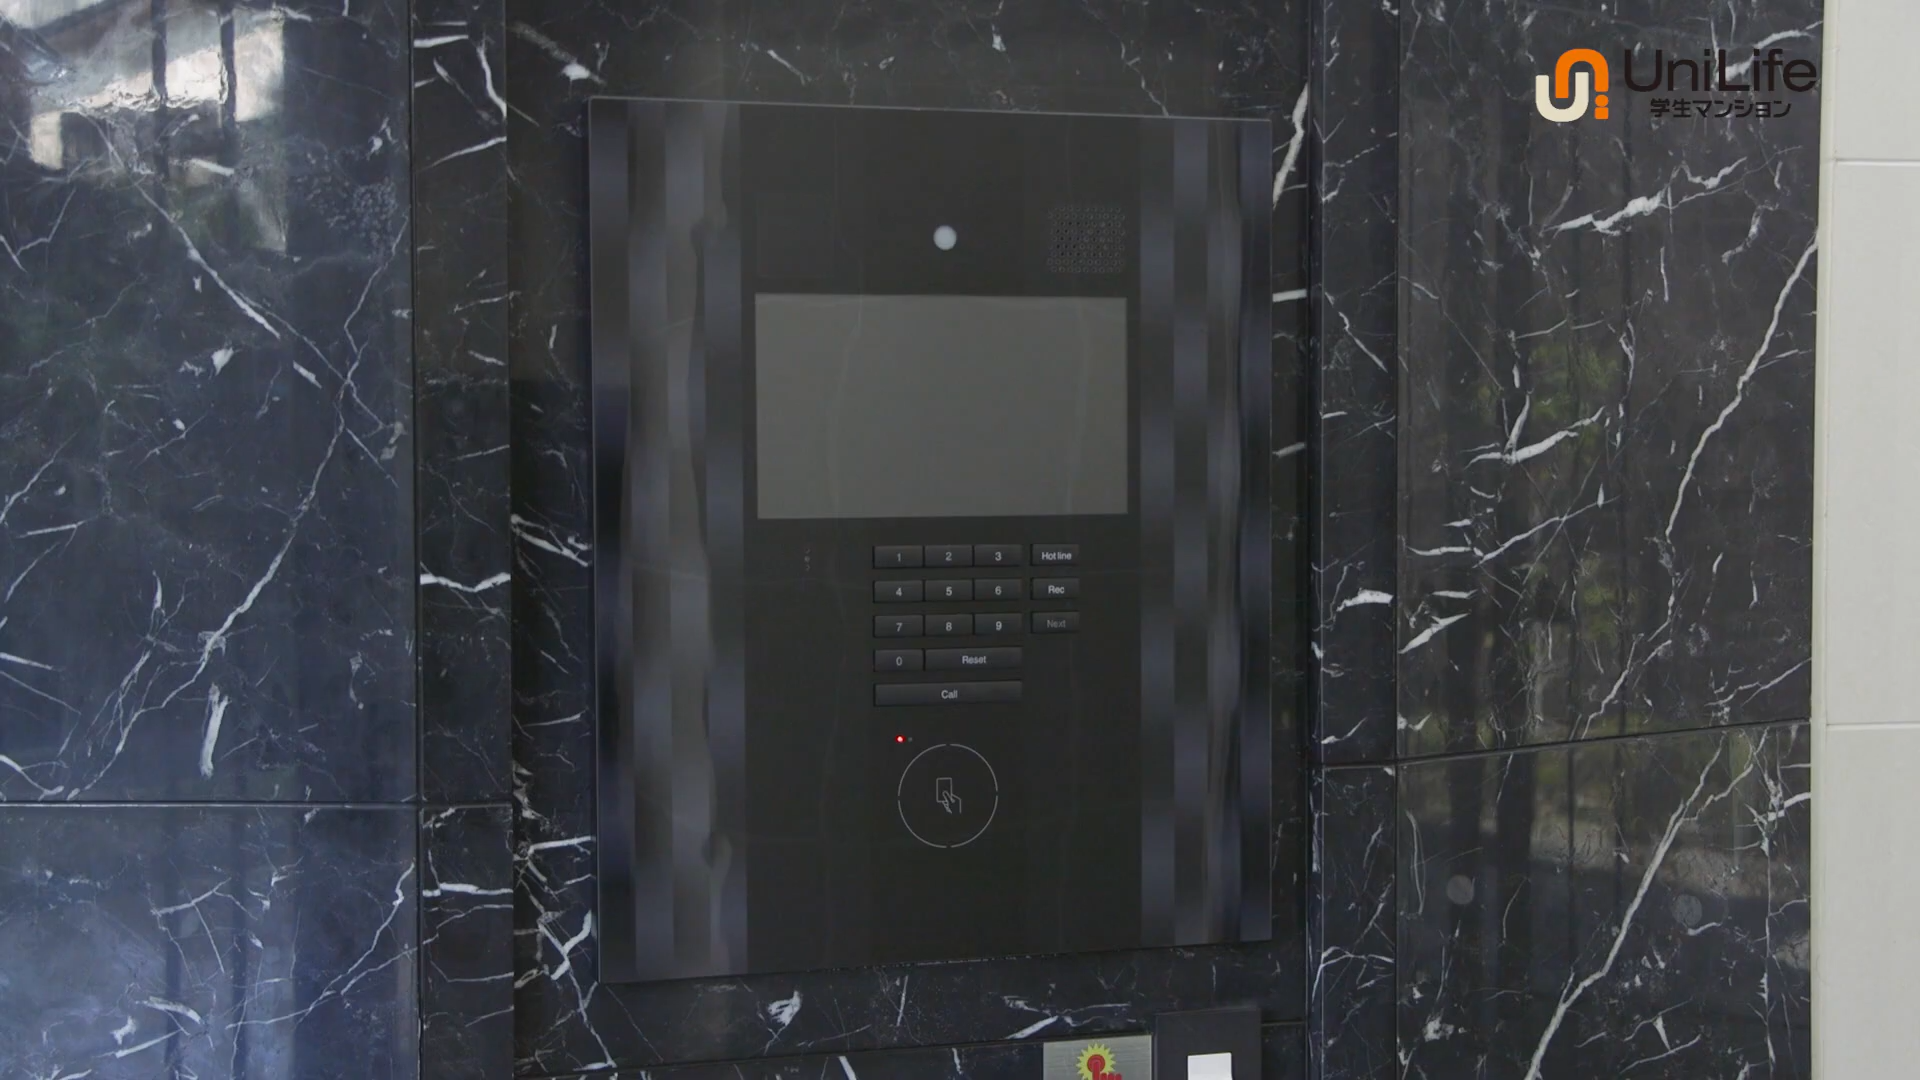 UniLife
学生マンション
1 2 3 Hot line
4 5 6 Rec
7 8 9 Next
0 Reset
Call